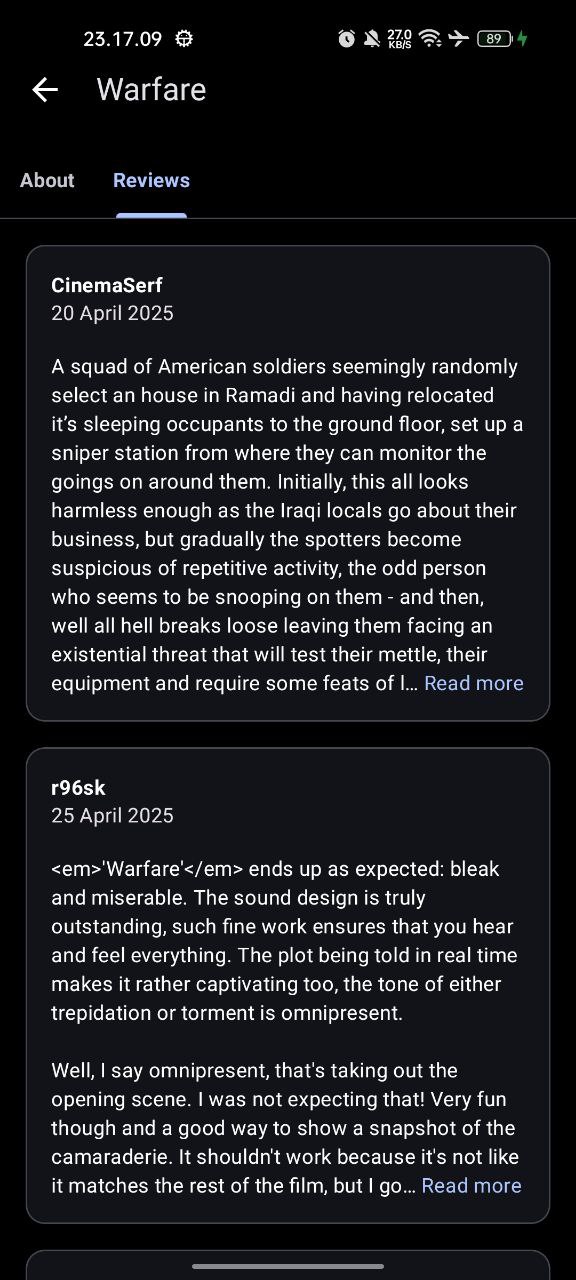 23.17.09 27.0 KB/S 89
Warfare
About Reviews
CinemaSerf
20 April 2025
A squad of American soldiers seemingly randomly
select an house in Ramadi and having relocated
it’s sleeping occupants to the ground floor, set up a
sniper station from where they can monitor the
goings on around them. Initially, this all looks
harmless enough as the Iraqi locals go about their
business, but gradually the spotters become
suspicious of repetitive activity, the odd person
who seems to be snooping on them - and then,
well all hell breaks loose leaving them facing an
existential threat that will test their mettle, their
equipment and require some feats of l… Read more
r96sk
25 April 2025
<em>'Warfare'</em> ends up as expected: bleak
and miserable. The sound design is truly
outstanding, such fine work ensures that you hear
and feel everything. The plot being told in real time
makes it rather captivating too, the tone of either
trepidation or torment is omnipresent.
Well, I say omnipresent, that's taking out the
opening scene. I was not expecting that! Very fun
though and a good way to show a snapshot of the
camaraderie. It shouldn't work because it's not like
it matches the rest of the film, but I go… Read more